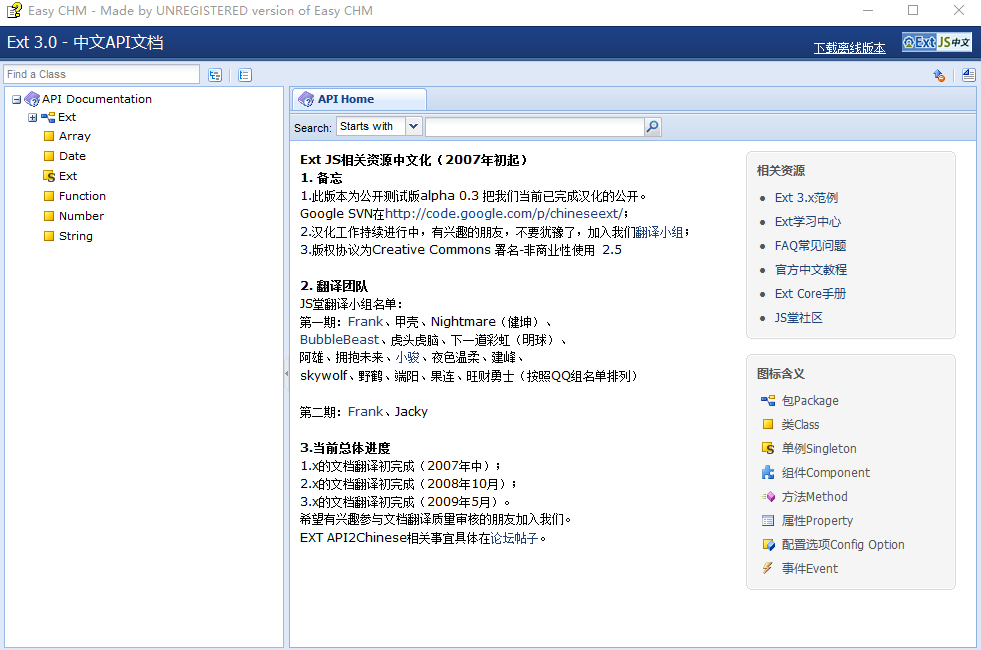 Easy CHM - Made by UNREGISTERED version of Easy CHM
Ext 3.0 - 中文API文档
下载离线版本
Ext JS中文
Find a Class
API Documentation
Ext
Array
Date
Ext
Function
Number
String
API Home
Search: Starts with
Ext JS相关资源中文化（2007年初起）
1. 备忘
1.此版本为公开测试版alpha 0.3 把我们当前已完成汉化的公开。
Google SVN在http://code.google.com/p/chineseext/；
2.汉化工作持续进行中，有兴趣的朋友，不要犹豫了，加入我们翻译小组；
3.版权协议为Creative Commons 署名-非商业性使用 2.5
2. 翻译团队
JS堂翻译小组名单：
第一期：Frank、甲壳、Nightmare（健坤）、
BubbleBeast、虎头虎脑、下一道彩虹（明球）、
阿雄、拥抱未来、小骏、夜色温柔、建峰、
skywolf、野鹤、端阳、果连、旺财勇士（按照QQ组名单排列）
第二期：Frank、Jacky
3.当前总体进度
1.x的文档翻译初完成（2007年中）；
2.x的文档翻译初完成（2008年10月）；
3.x的文档翻译初完成（2009年5月）。
希望有兴趣参与文档翻译质量审核的朋友加入我们。
EXT API2Chinese相关事宜具体在论坛帖子。
相关资源
Ext 3.x范例
Ext学习中心
FAQ常见问题
官方中文教程
Ext Core手册
JS堂社区
图标含义
包Package
类Class
单例Singleton
组件Component
方法Method
属性Property
配置选项Config Option
事件Event